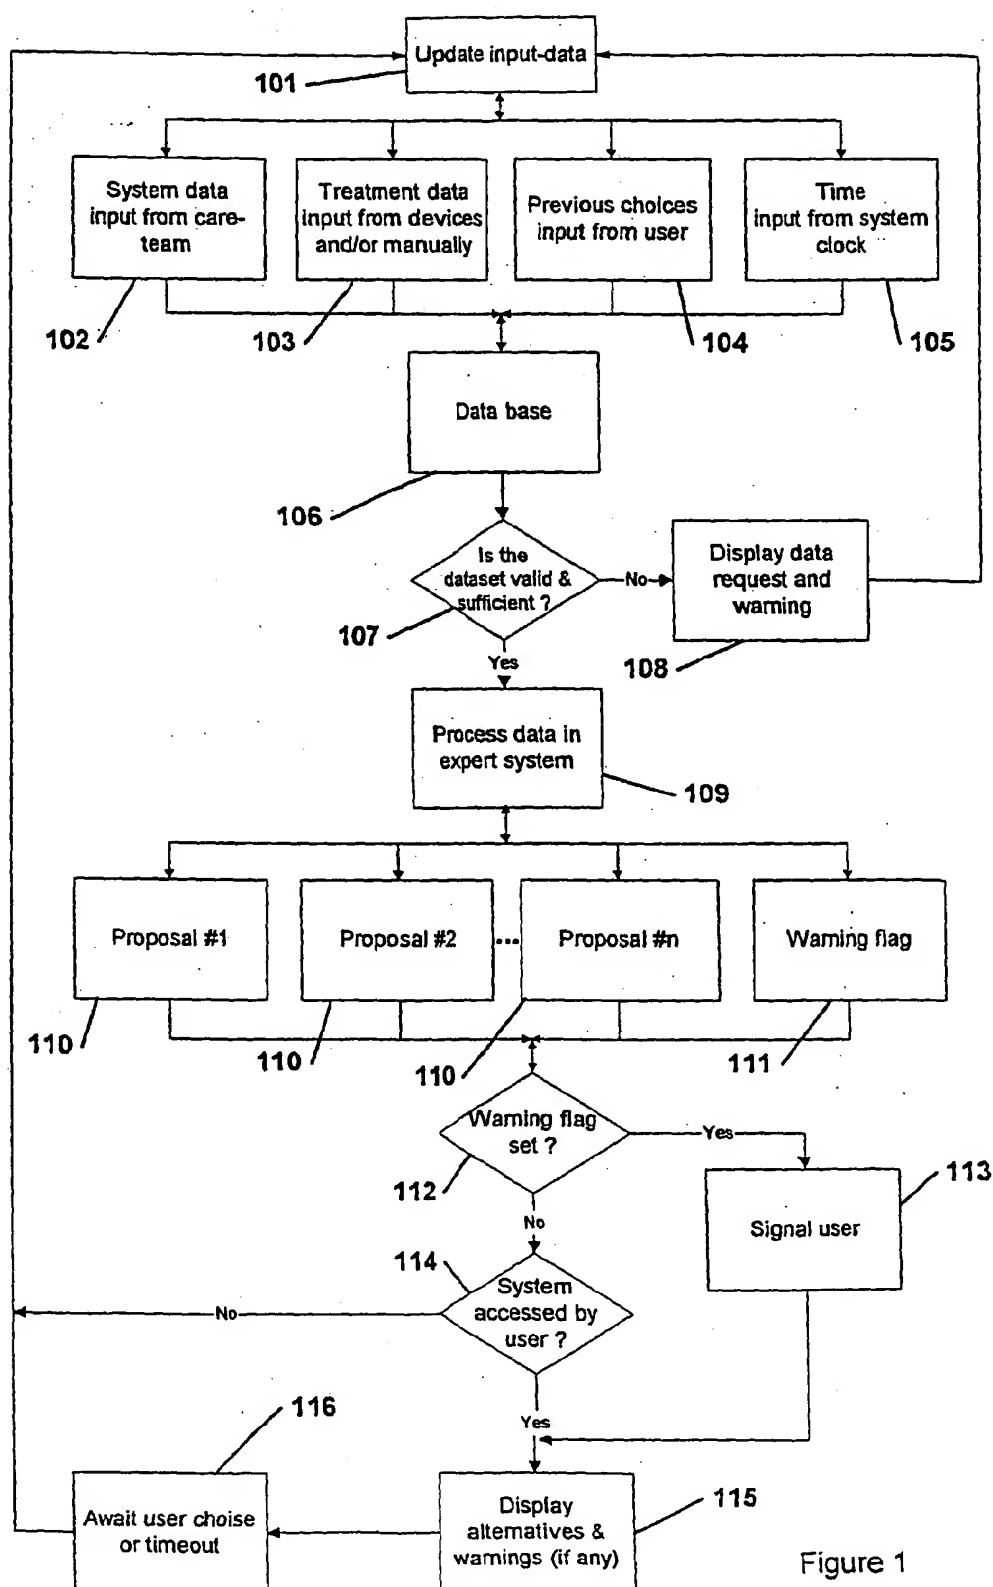 Update input-data
101
System data
input from care-
team
Treatment data
input from devices
and/or manually
Previous choices
input from user
Time
input from system
clock
102
103
104
105
Data base
106
Is the
dataset valid &
sufficient ?
No
Display data
request and
warning
107
108
Yes
Process data in
expert system
109
Proposal #1
Proposal #2
...
Proposal #n
Warning flag
110
110
110
111
Warning flag
set ?
Yes
112
113
Signal user
No
114
System
accessed by
user ?
No
Yes
116
Await user choise
or timeout
Display
alternatives &
warnings (if any)
115
Figure 1